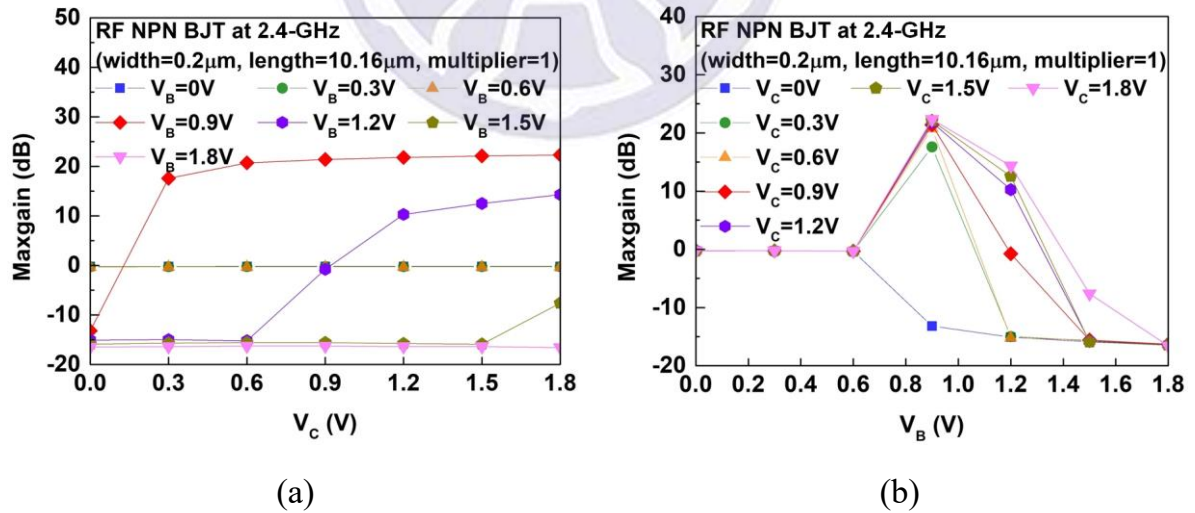 50
40
30
20
10
0
-10
-20
Maxgain (dB)
RF NPN BJT at 2.4-GHz
(width=0.2μm, length=10.16μm, multiplier=1)
V_B=0V V_B=0.3V V_B=0.6V
V_B=0.9V V_B=1.2V V_B=1.5V
V_B=1.8V
0.0 0.3 0.6 0.9 1.2 1.5 1.8
V_C (V)
(a)
40
30
20
10
0
-10
-20
Maxgain (dB)
RF NPN BJT at 2.4-GHz
(width=0.2μm, length=10.16μm, multiplier=1)
V_C=0V V_C=1.5V V_C=1.8V
V_C=0.3V
V_C=0.6V
V_C=0.9V
V_C=1.2V
0.0 0.2 0.4 0.6 0.8 1.0 1.2 1.4 1.6 1.8
V_B (V)
(b)